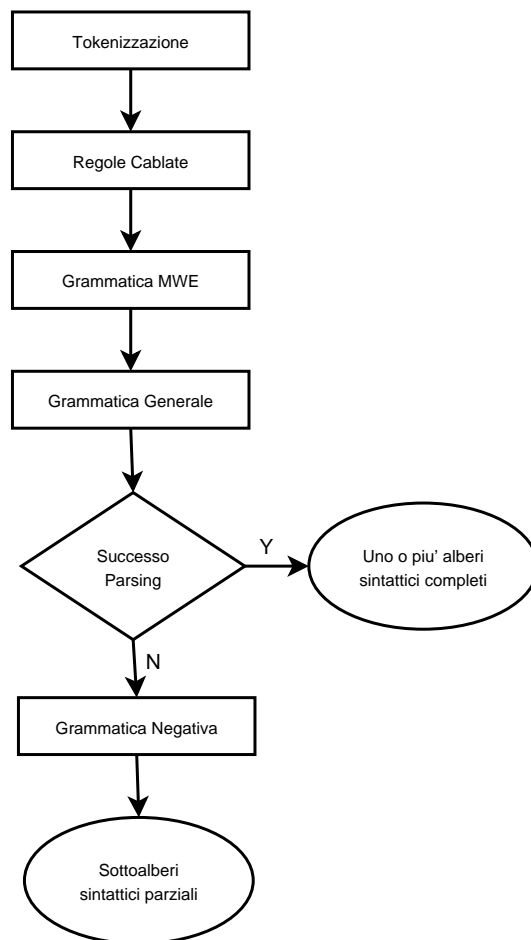 Tokenizzazione
Regole Cablate
Grammatica MWE
Grammatica Generale
Successo
Parsing
Y
Uno o piu' alberi
sintattici completi
N
Grammatica Negativa
Sottoalberi
sintattici parziali